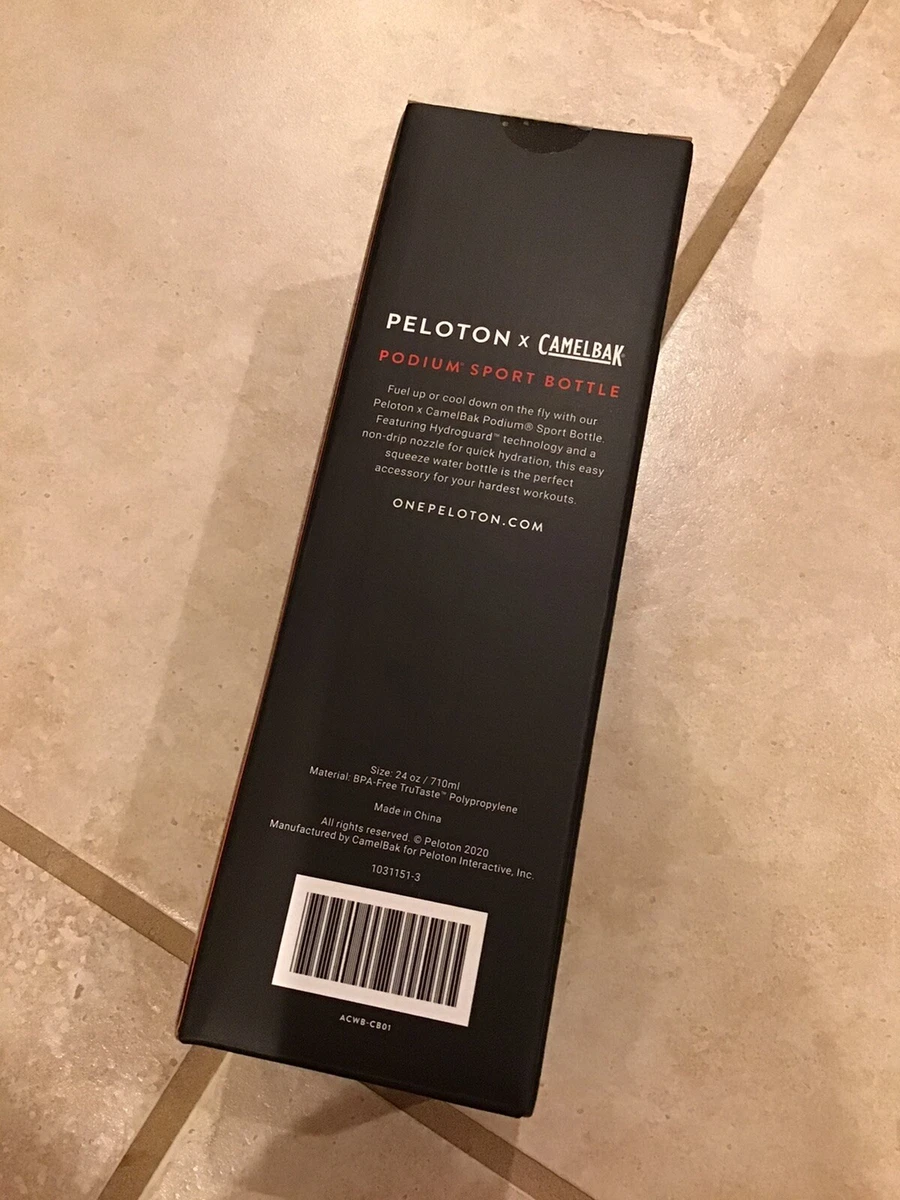 PELOTON x CAMELBAK®
PODIUM® SPORT BOTTLE
Fuel up or cool down on the fly with our
Peloton x CamelBak Podium® Sport Bottle.
Featuring Hydroguard™ technology and a
non-drip nozzle for quick hydration, this easy
squeeze water bottle is the perfect
accessory for your hardest workouts.
ONEPELOTON.COM
Size: 24 oz / 710ml
Material: BPA-Free TruTaste™ Polypropylene
Made in China
All rights reserved. © Peloton 2020
Manufactured by CamelBak for Peloton Interactive, Inc.
1031151-3
ACWB-CB01